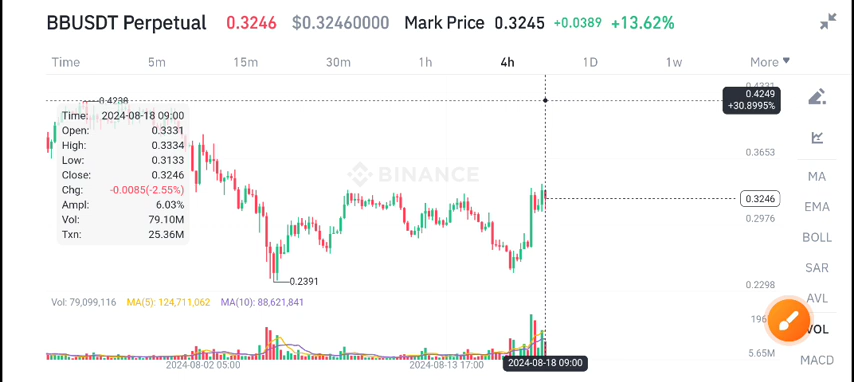 BBUSDT Perpetual 0.3246 $0.32460000 Mark Price 0.3245 +0.0389 +13.62%
Time 5m 15m 30m 1h 4h 1D 1w More
0.4238
0.4249
+30.8995%
Time: 2024-08-18 09:00
Open: 0.3331
High: 0.3334
Low: 0.3133
Close: 0.3246
Chg: -0.0085(-2.55%)
Ampl: 6.03%
Vol: 79.10M
Txn: 25.36M
BINANCE
0.3653
0.3246
0.2976
0.2391
0.2298
MA
EMA
BOLL
SAR
AVL
VOL
MACD
Vol: 79,099,116 MA(5): 124,711,062 MA(10): 88,621,841
5.65M
2024-08-02 05:00 2024-08-13 17:00 2024-08-18 09:00